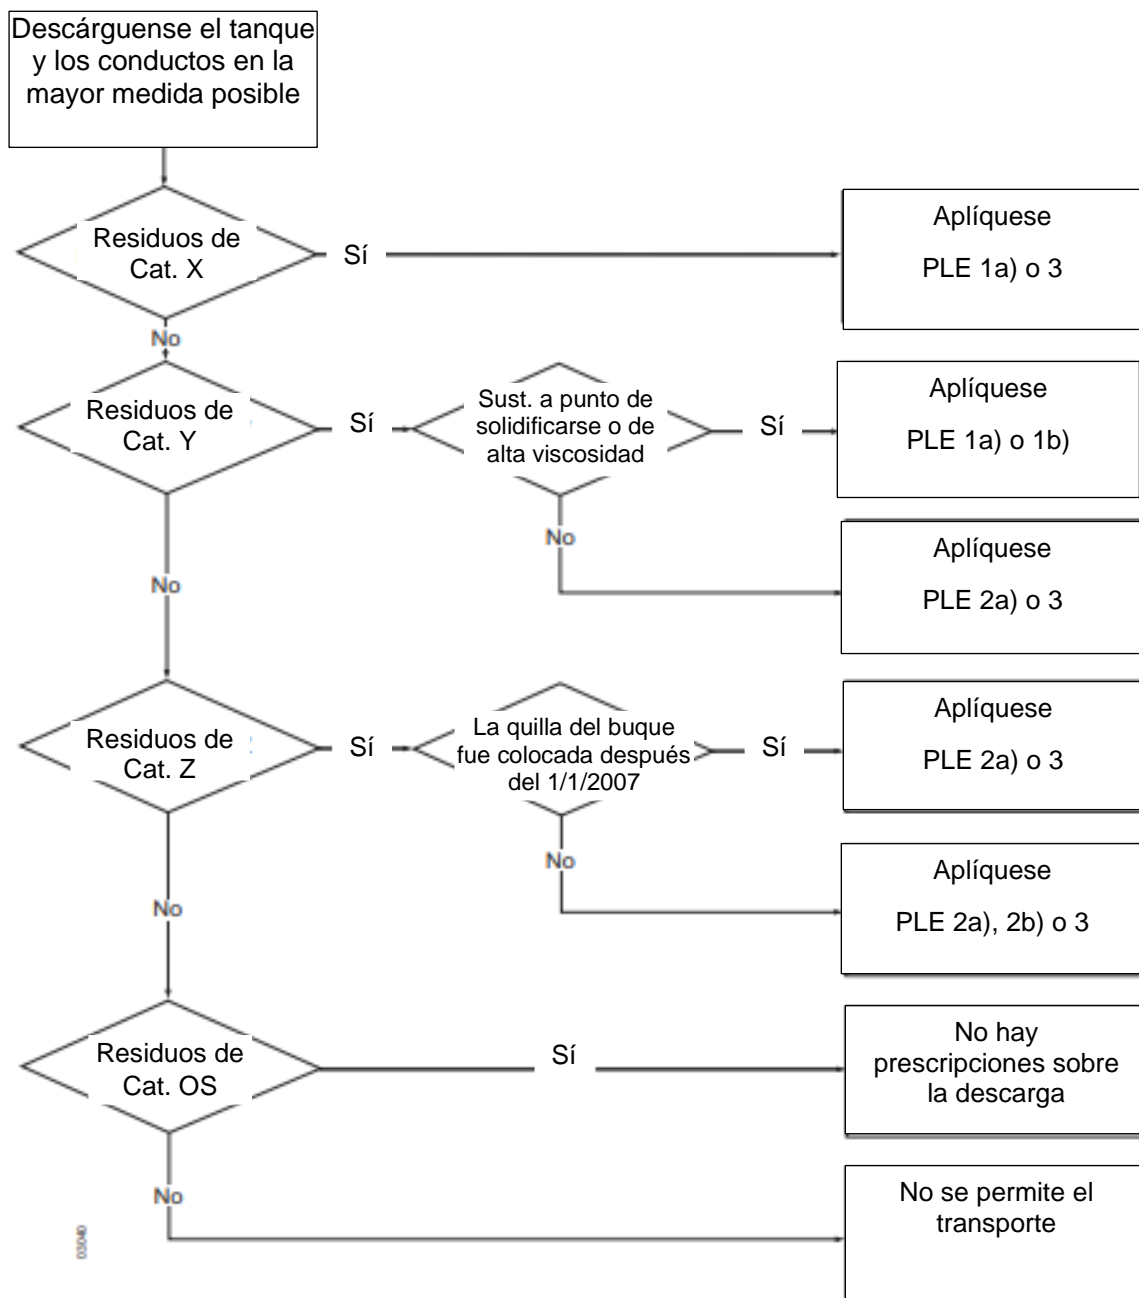 Descárguense el tanque
y los conductos en la
mayor medida posible
Residuos de
Cat. X
Sí
Aplíquese
PLE 1a) o 3
No
Residuos de
Cat. Y
Sí
Sust. a punto de
solidificarse o de
alta viscosidad
Sí
Aplíquese
PLE 1a) o 1b)
No
Aplíquese
PLE 2a) o 3
No
Residuos de
Cat. Z
Sí
La quilla del buque
fue colocada después
del 1/1/2007
Sí
Aplíquese
PLE 2a) o 3
No
Aplíquese
PLE 2a), 2b) o 3
No
Residuos de
Cat. OS
Sí
No hay
prescripciones sobre
la descarga
No
No se permite el
transporte
03040